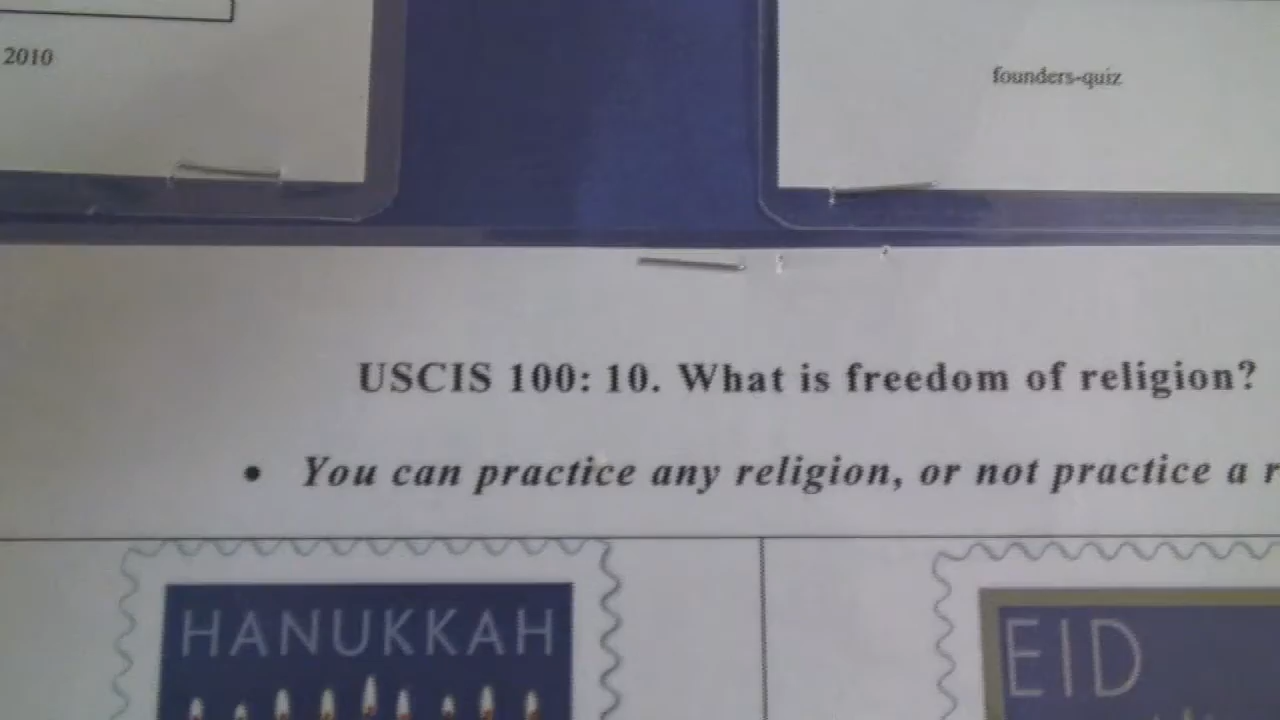 2010
founders-quiz
USCIS 100: 10. What is freedom of religion?
• You can practice any religion, or not practice a r
HANUKKAH
EID